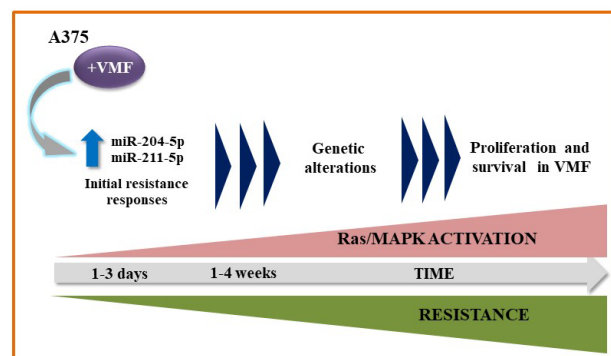 A375
+VMF
miR-204-5p
miR-211-5p
Initial resistance
responses
Genetic
alterations
Proliferation and
survival in VMF
Ras/MAPK ACTIVATION
1-3 days
1-4 weeks
TIME
RESISTANCE